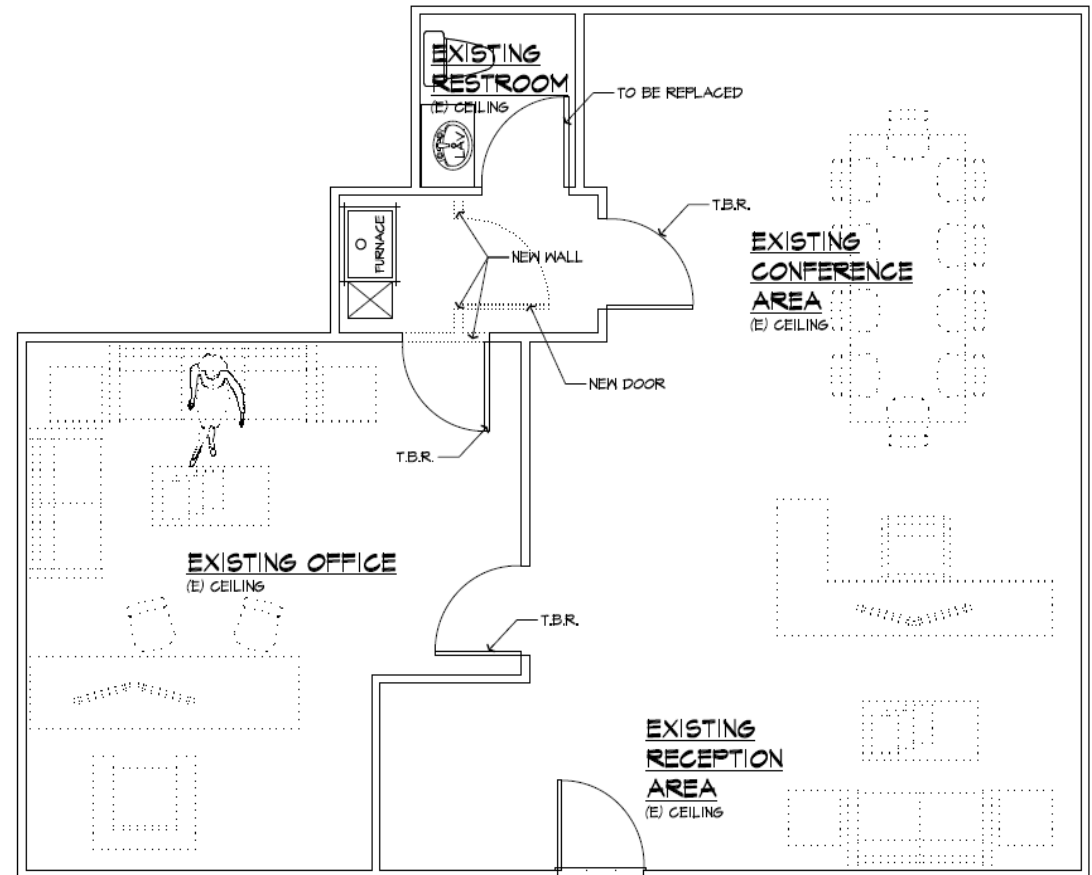 EXISTING
RESTROOM
(E) CEILING
LAV.
TO BE REPLACED
T.B.R.
FURNACE
NEW WALL
EXISTING
CONFERENCE
AREA
(E) CEILING
NEW DOOR
T.B.R.
EXISTING OFFICE
(E) CEILING
T.B.R.
EXISTING
RECEPTION
AREA
(E) CEILING